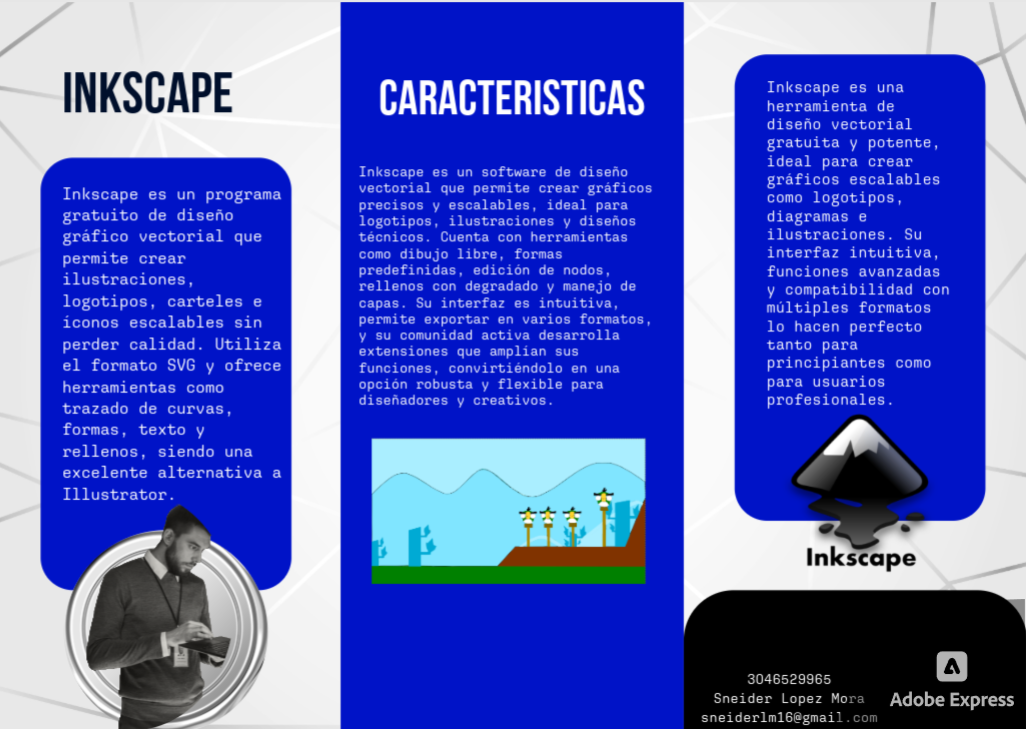 INKSCAPE
Inkscape es un programa
gratuito de diseño
gráfico vectorial que
permite crear
ilustraciones,
logotipos, carteles e
iconos escalables sin
perder calidad. Utiliza
el formato SVG y ofrece
herramientas como
trazado de curvas,
formas, texto y
rellenos, siendo una
excelente alternativa a
Illustrator.
CARACTERISTICAS
Inkscape es un software de diseño
vectorial que permite crear gráficos
precisos y escalables, ideal para
logotipos, ilustraciones y diseños
técnicos. Cuenta con herramientas
como dibujo libre, formas
predefinidas, edición de nodos,
rellenos con degradado y manejo de
capas. Su interfaz es intuitiva,
permite exportar en varios formatos,
y su comunidad activa desarrolla
extensiones que amplían sus
funciones, convirtiéndolo en una
opción robusta y flexible para
diseñadores y creativos.
Inkscape es una
herramienta de
diseño vectorial
gratuita y potente,
ideal para crear
gráficos escalables
como logotipos,
diagramas e
ilustraciones. Su
interfaz intuitiva,
funciones avanzadas
y compatibilidad con
múltiples formatos
lo hacen perfecto
tanto para
principiantes como
para usuarios
profesionales.
Inkscape
3046529965
Sneider Lopez Mora
sneiderlm16@gmail.com
Adobe Express